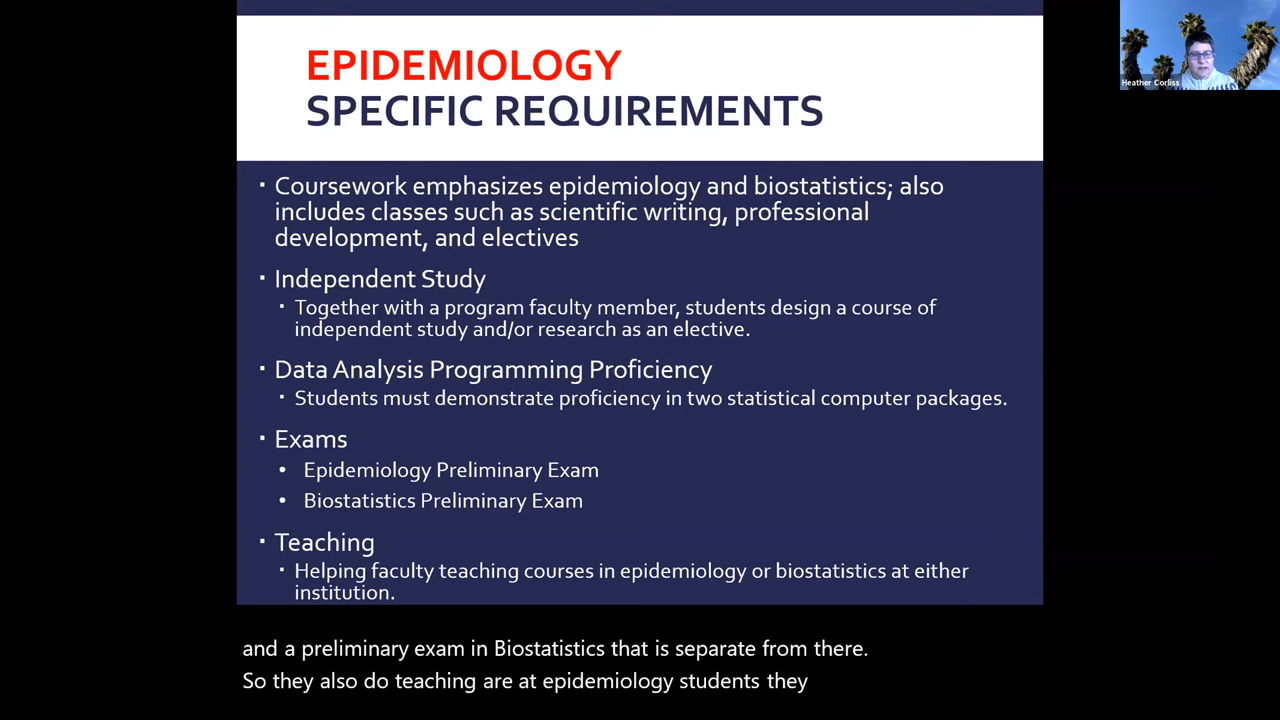 EPIDEMIOLOGY
SPECIFIC REQUIREMENTS
Heather Corliss
▪ Coursework emphasizes epidemiology and biostatistics; also
includes classes such as scientific writing, professional
development, and electives
▪ Independent Study
▪ Together with a program faculty member, students design a course of
independent study and/or research as an elective.
▪ Data Analysis Programming Proficiency
▪ Students must demonstrate proficiency in two statistical computer packages.
▪ Exams
• Epidemiology Preliminary Exam
• Biostatistics Preliminary Exam
▪ Teaching
▪ Helping faculty teaching courses in epidemiology or biostatistics at either
institution.
and a preliminary exam in Biostatistics that is separate from there.
So they also do teaching are at epidemiology students they